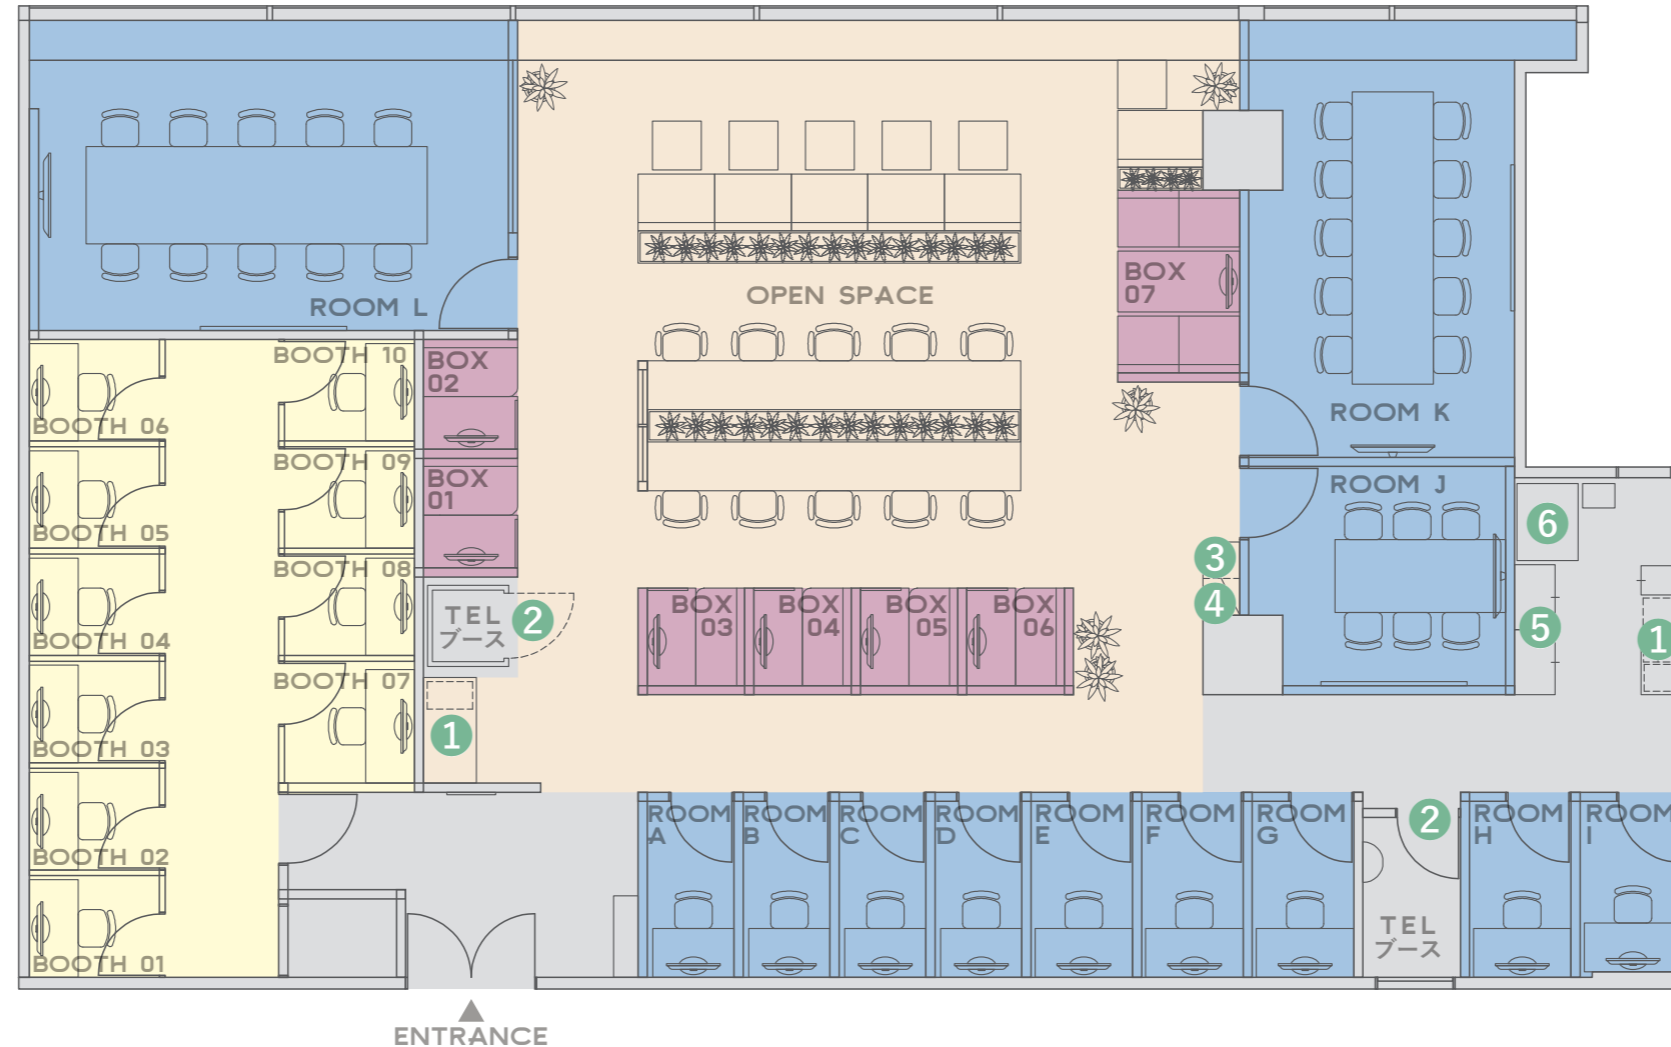 ROOM L
OPEN SPACE
BOX
07
ROOM K
ROOM J
BOOTH 10
BOX
02
BOOTH 06
BOOTH 09
BOX
01
BOOTH 05
BOOTH 08
BOOTH 04
TEL
ブース
2
BOX
03
BOX
04
BOX
05
BOX
06
3
4
5
6
1
BOOTH 07
1
BOOTH 03
BOOTH 02
BOOTH 01
ROOM
A
ROOM
B
ROOM
C
ROOM
D
ROOM
E
ROOM
F
ROOM
G
2
TEL
ブース
ROOM
H
ROOM
I
ENTRANCE